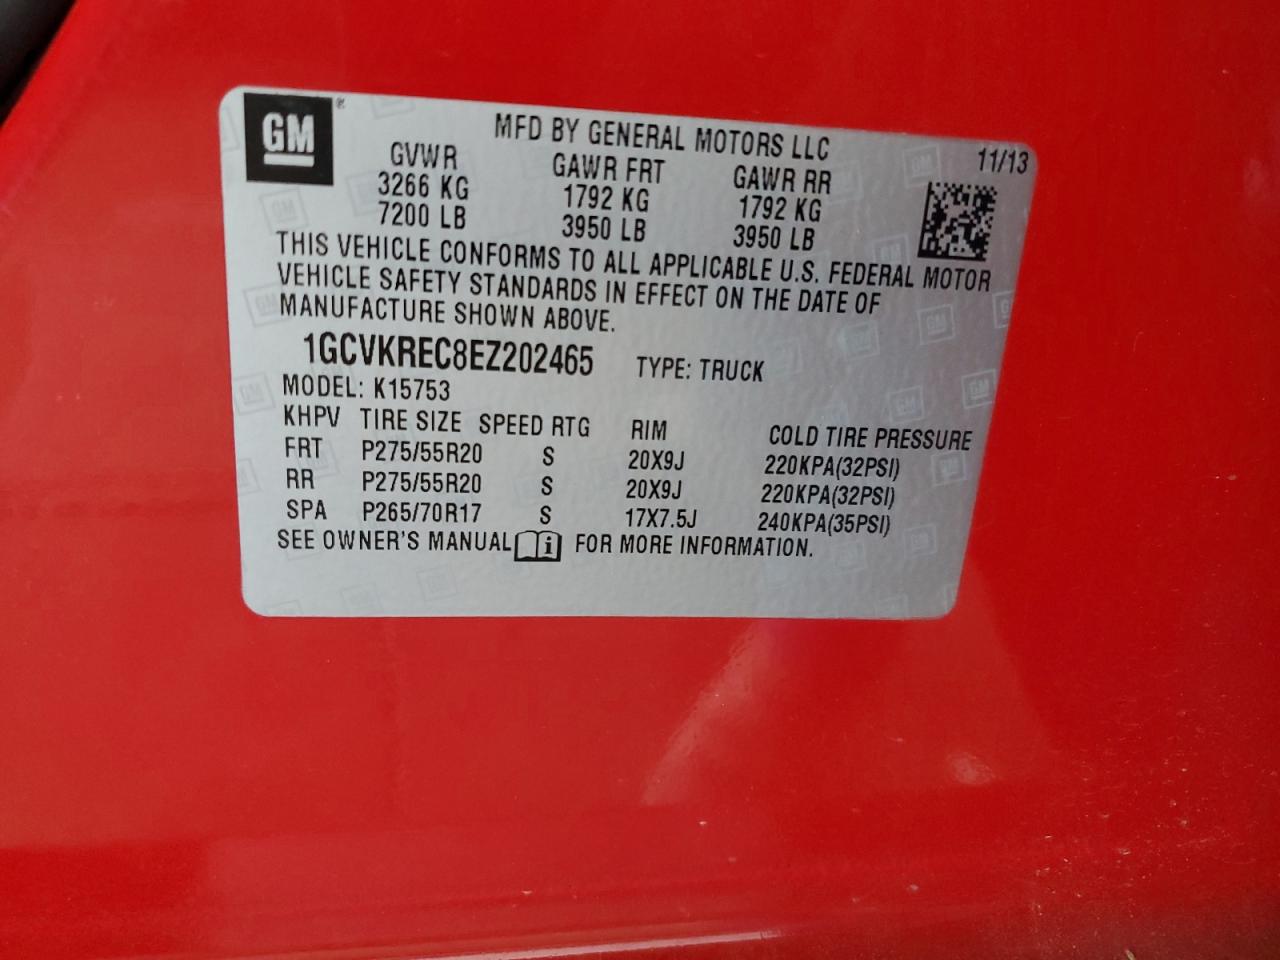 GM®
MFD BY GENERAL MOTORS LLC
11/13
GVWR GAWR FRT GAWR RR
3266 KG 1792 KG 1792 KG
7200 LB 3950 LB 3950 LB
THIS VEHICLE CONFORMS TO ALL APPLICABLE U.S. FEDERAL MOTOR
VEHICLE SAFETY STANDARDS IN EFFECT ON THE DATE OF
MANUFACTURE SHOWN ABOVE.
1GCVKREC8EZ202465 TYPE: TRUCK
MODEL: K15753
KHPV TIRE SIZE SPEED RTG RIM COLD TIRE PRESSURE
FRT P275/55R20 S 20X9J 220KPA(32PSI)
RR P275/55R20 S 20X9J 220KPA(32PSI)
SPA P265/70R17 S 17X7.5J 240KPA(35PSI)
SEE OWNER'S MANUAL i FOR MORE INFORMATION.